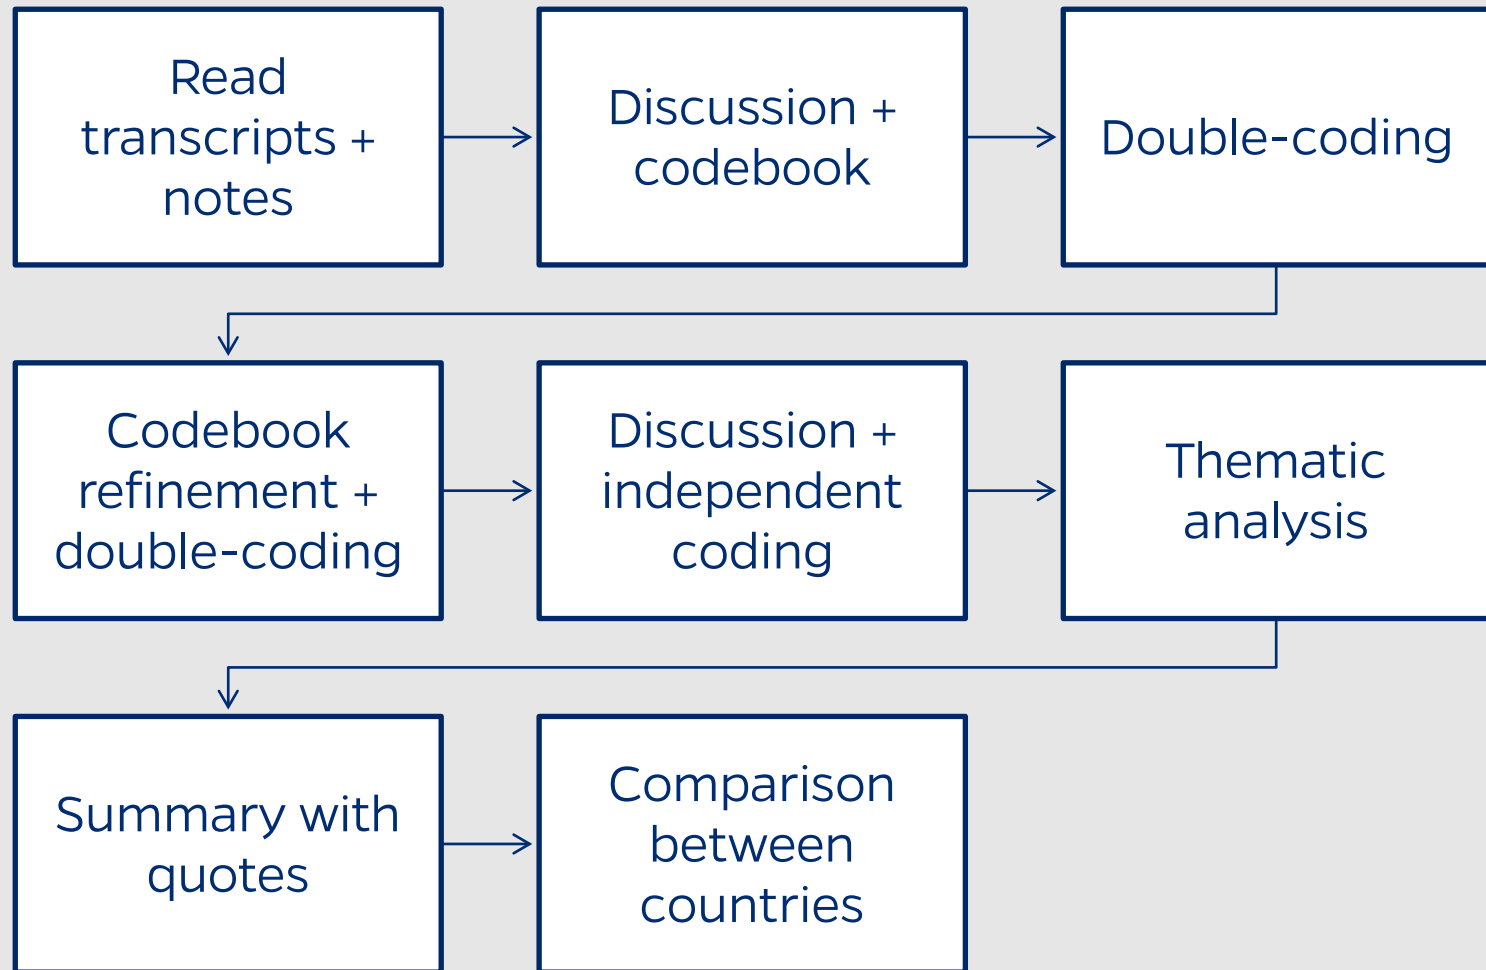 Read
transcripts +
notes
Discussion +
codebook
Double-coding
Codebook
refinement +
double-coding
Discussion +
independent
coding
Thematic
analysis
Summary with
quotes
Comparison
between
countries